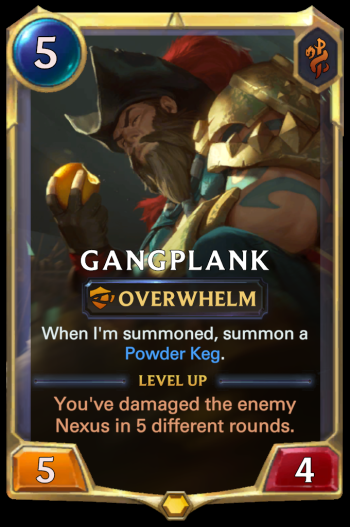 5
GANGPLANK
OVERWHELM
When I'm summoned, summon a
Powder Keg.
LEVEL UP
You've damaged the enemy
Nexus in 5 different rounds.
5
4